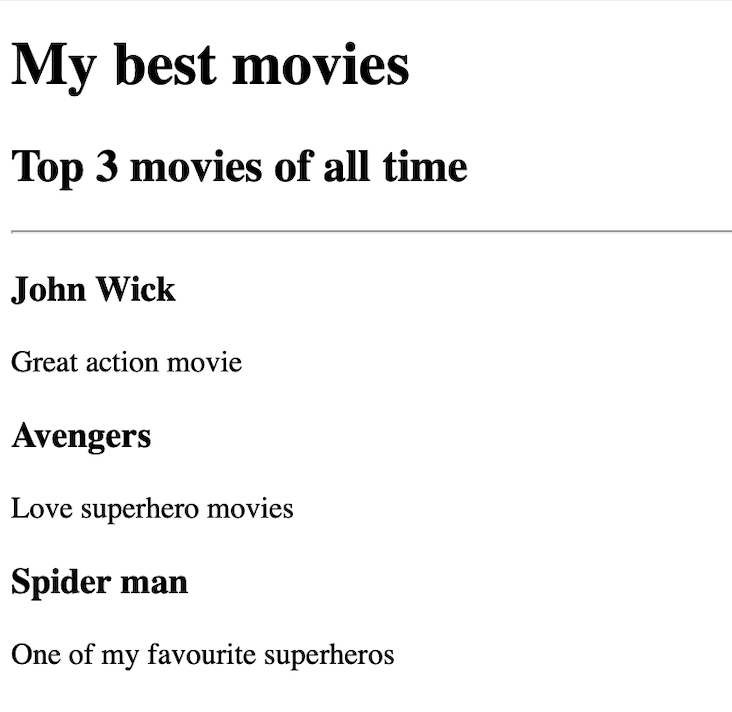 My best movies
Top 3 movies of all time
John Wick
Great action movie
Avengers
Love superhero movies
Spider man
One of my favourite superheros